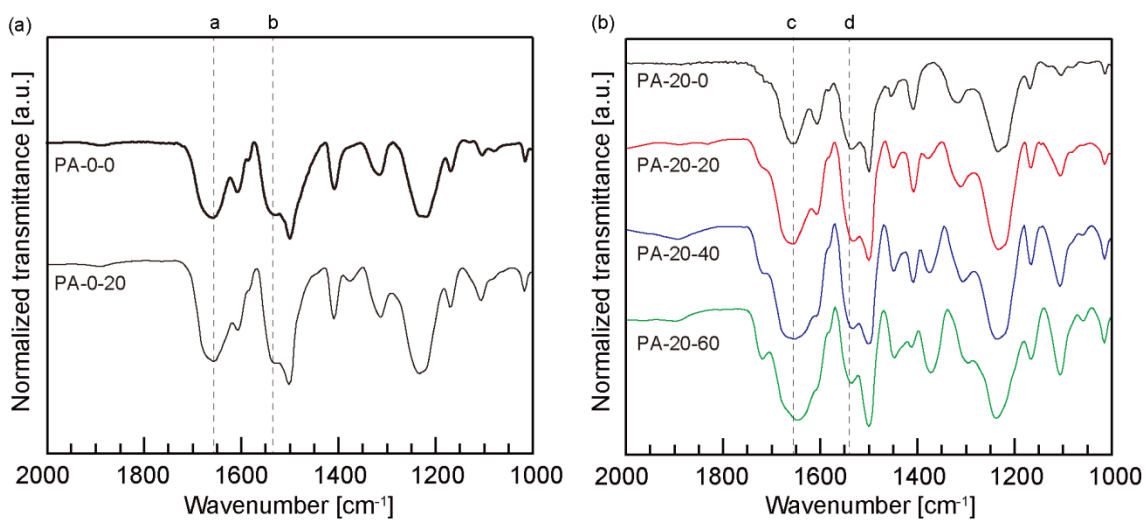 (a)
a
b
Normalized transmittance [a.u.]
PA-0-0
PA-0-20
2000
1800
1600
1400
1200
1000
Wavenumber [cm⁻¹]
(b)
c
d
Normalized transmittance [a.u.]
PA-20-0
PA-20-20
PA-20-40
PA-20-60
2000
1800
1600
1400
1200
1000
Wavenumber [cm⁻¹]